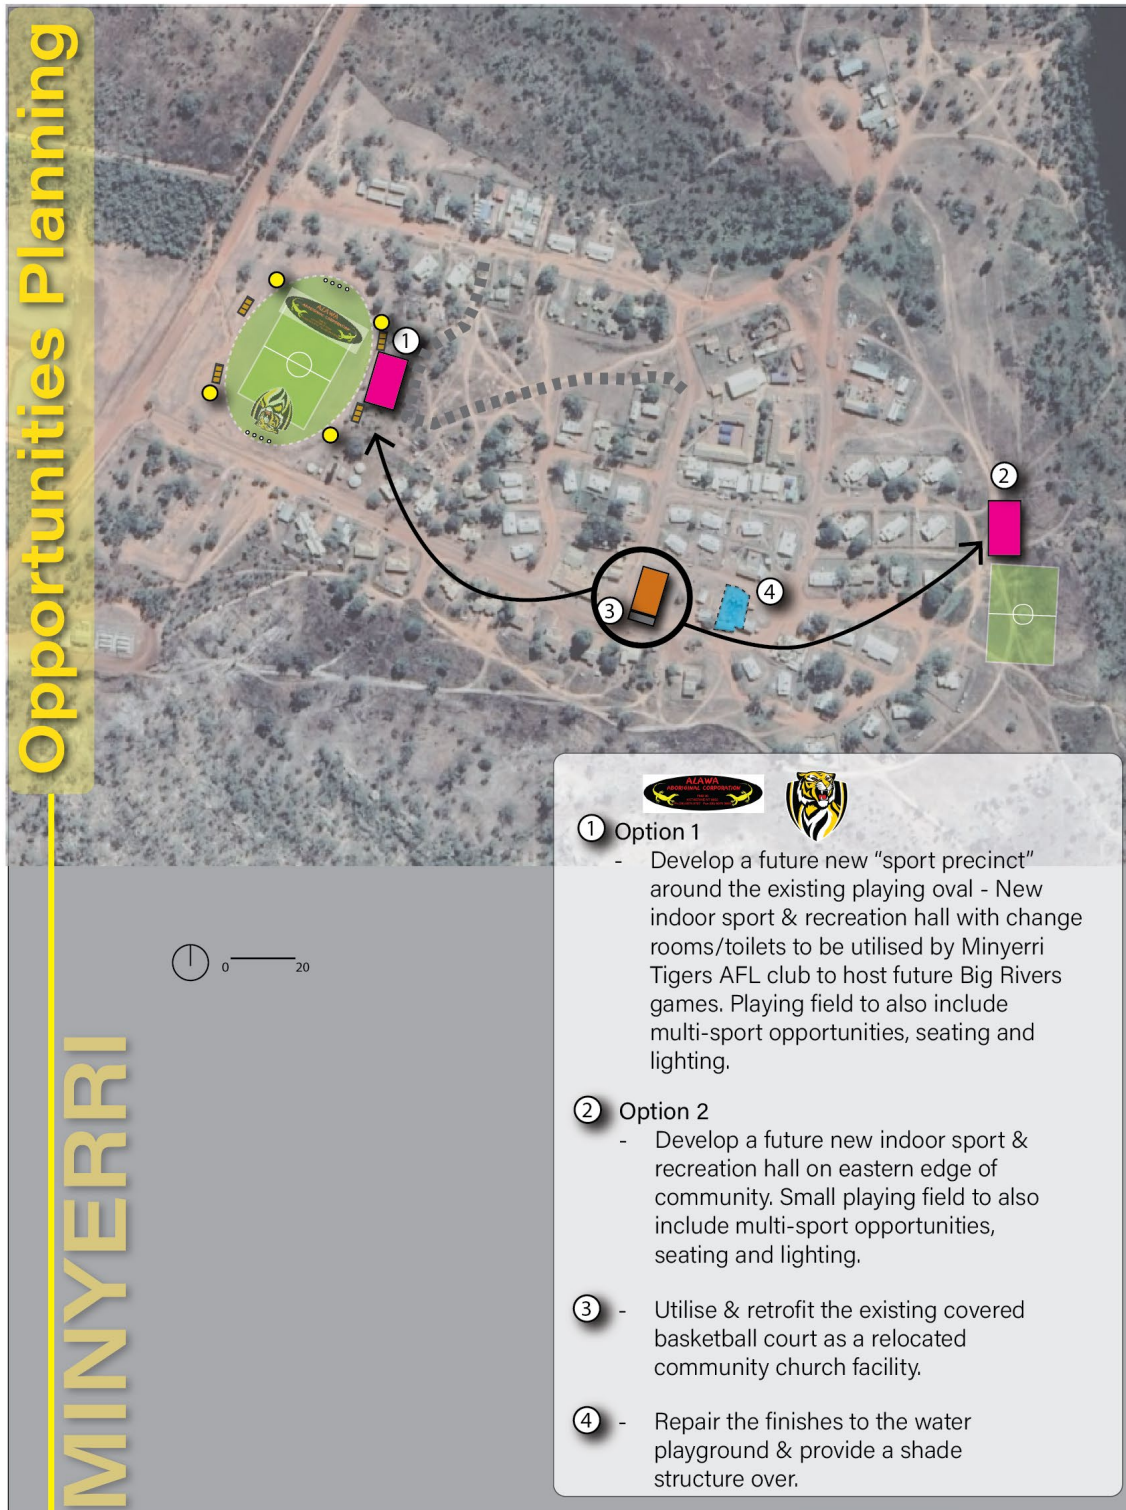 Opportunities Planning
MINYERRI
1
2
3
4
0 20
ALAWA
ABORIGINAL CORPORATION
ALAWA
ABORIGINAL CORPORATION
1 Option 1
- Develop a future new “sport precinct”
around the existing playing oval - New
indoor sport & recreation hall with change
rooms/toilets to be utilised by Minyerri
Tigers AFL club to host future Big Rivers
games. Playing field to also include
multi-sport opportunities, seating and
lighting.
2 Option 2
- Develop a future new indoor sport &
recreation hall on eastern edge of
community. Small playing field to also
include multi-sport opportunities,
seating and lighting.
3 - Utilise & retrofit the existing covered
basketball court as a relocated
community church facility.
4 - Repair the finishes to the water
playground & provide a shade
structure over.